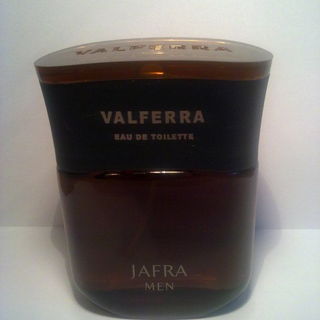 VALFERRA
VALFERRA
EAU DE TOILETTE
JAFRA
MEN